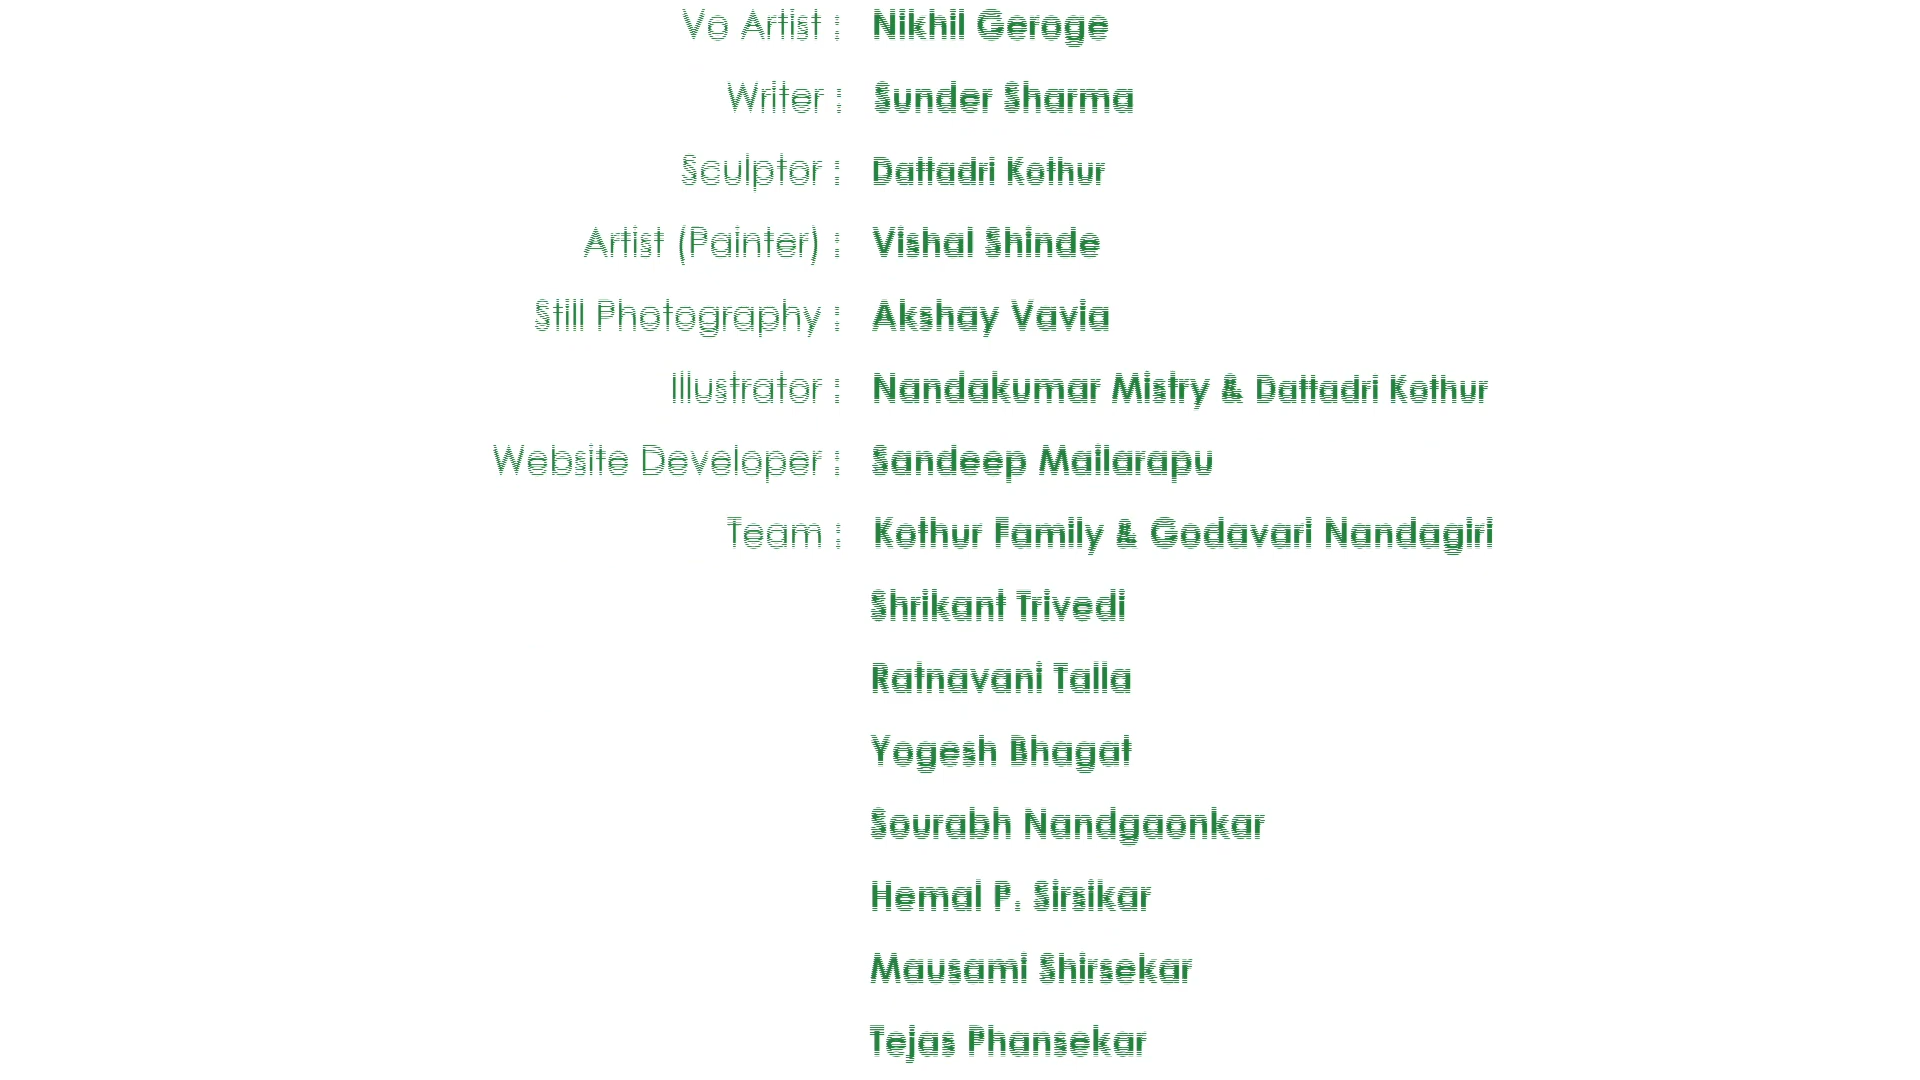 Vo Artist : Nikhil Geroge
Writer : Sunder Sharma
Sculptor : Dattadri Kothur
Artist (Painter) : Vishal Shinde
Still Photography : Akshay Vavia
Illustrator : Nandakumar Mistry & Dattadri Kothur
Website Developer : Sandeep Mailarapu
Team : Kothur Family & Godavari Nandagiri
Shrikant Trivedi
Ratnavani Talla
Yogesh Bhagat
Sourabh Nandgaonkar
Hemal P. Sirsikar
Mausami Shirsekar
Tejas Phansekar